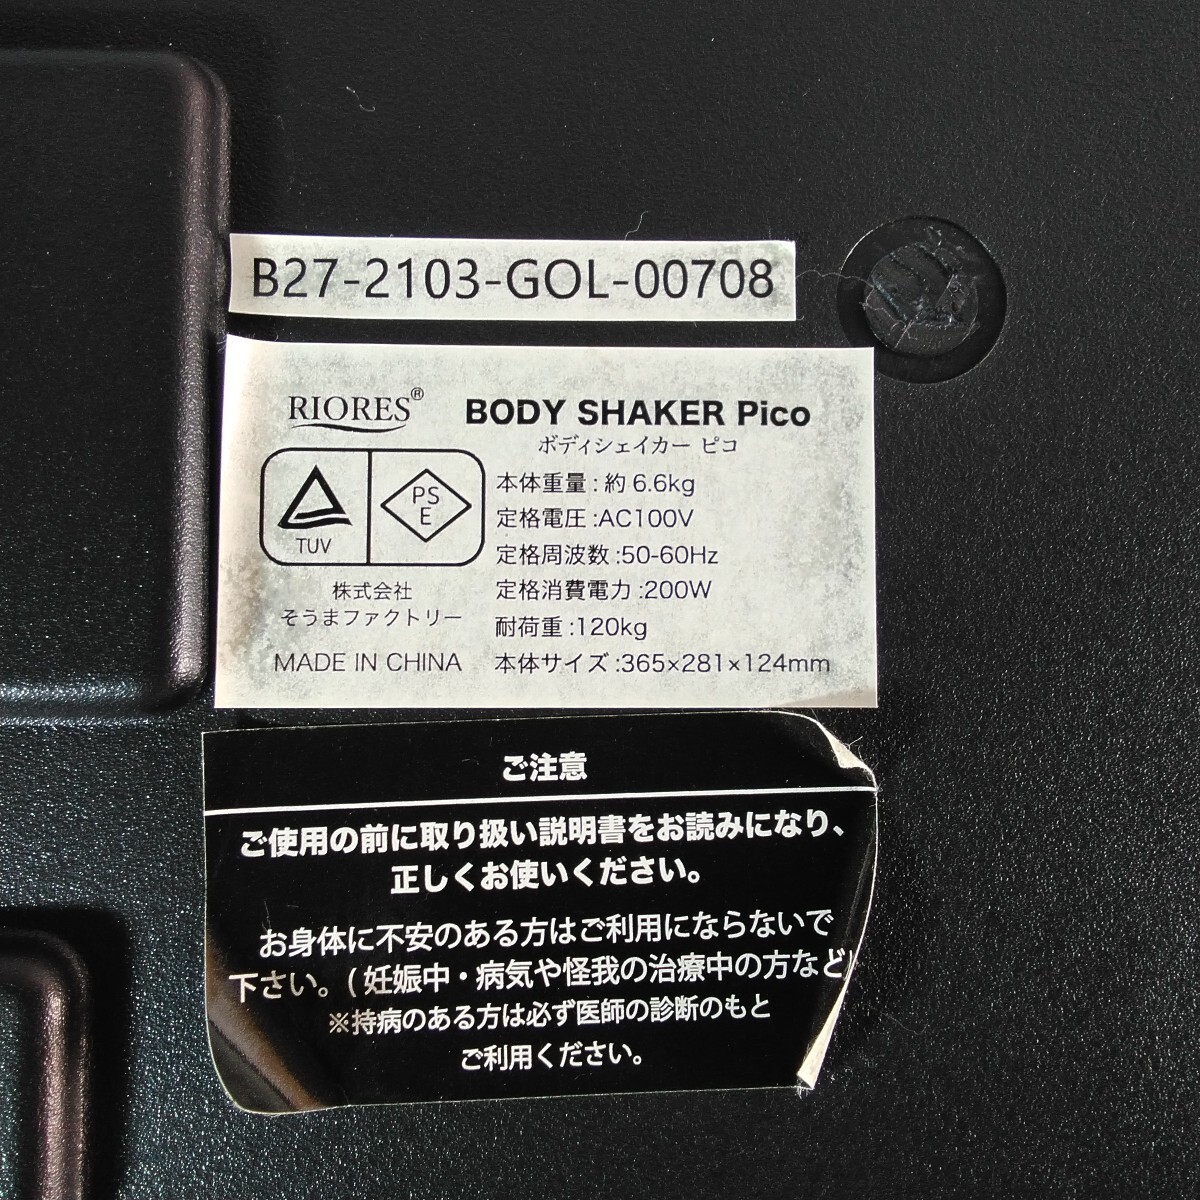 B27-2103-GOL-00708
RIORES® BODY SHAKER Pico
ボディシェイカー ピコ
TUV
PS
E
本体重量:約6.6kg
定格電圧:AC100V
定格周波数:50-60Hz
定格消費電力:200W
耐荷重:120kg
本体サイズ:365×281×124mm
株式会社
そうまファクトリー
MADE IN CHINA
ご注意
ご使用の前に取り扱い説明書をお読みになり、
正しくお使いください。
お身体に不安のある方はご利用にならないで
下さい。(妊娠中・病気や怪我の治療中の方など)
※持病のある方は必ず医師の診断のもと
ご利用ください。